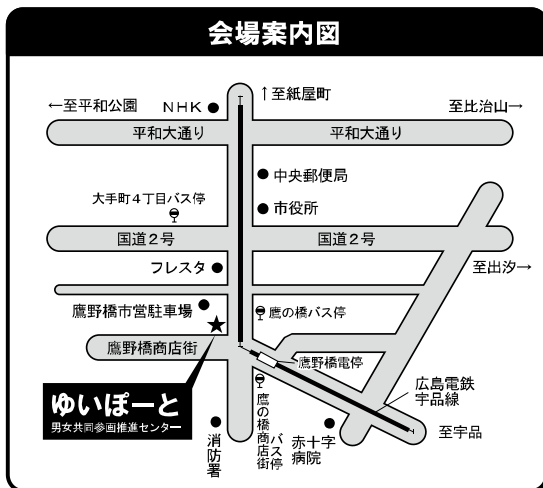 会場案内図
↑至紙屋町
←至平和公園
NHK
至比治山→
平和大通り
平和大通り
中央郵便局
大手町4丁目バス停
市役所
国道2号
国道2号
フレスタ
至出汐→
鷹野橋市営駐車場
鷹の橋バス停
鷹野橋商店街
鷹野橋電停
ゆいぽーと
男女共同参画推進センター
広島電鉄
宇品線
鷹の橋商店街
バス停
消防署
赤十字
病院
至宇品